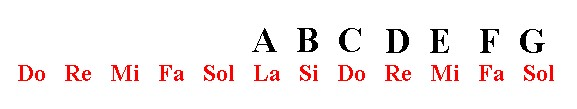 A B C D E F G
Do Re Mi Fa Sol La Si Do Re Mi Fa Sol